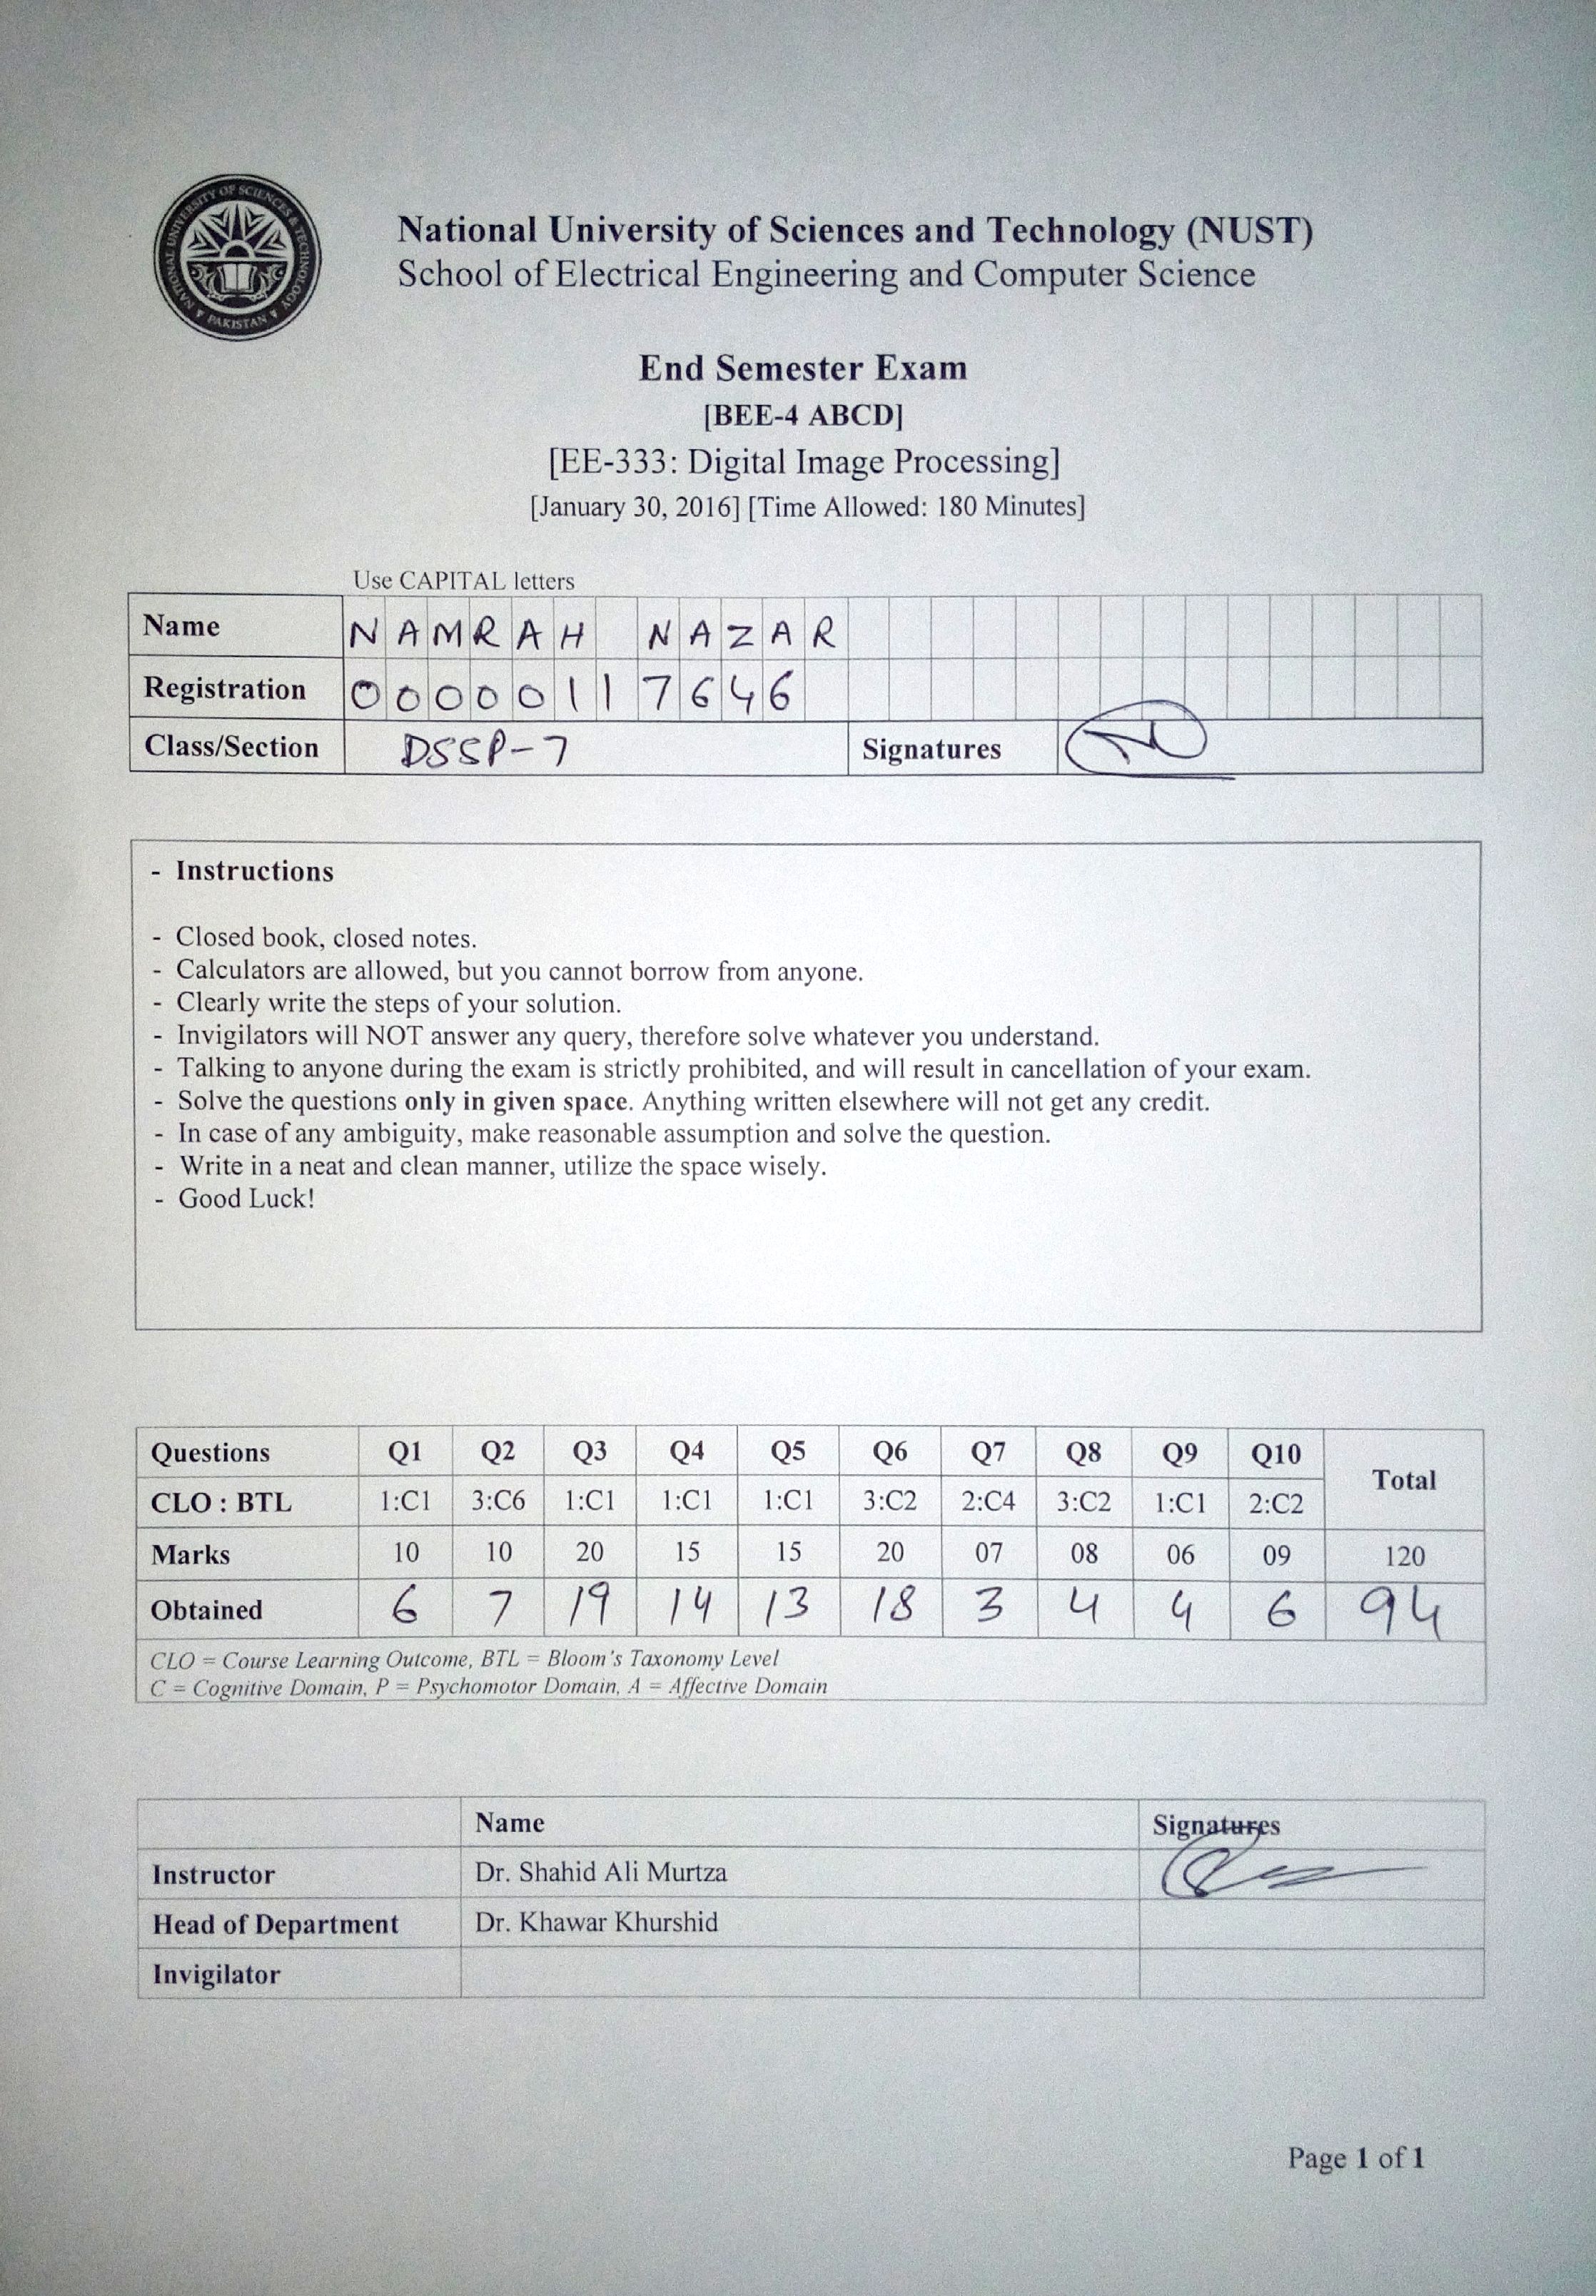 NATIONAL UNIVERSITY OF SCIENCES & TECHNOLOGY
PAKISTAN
National University of Sciences and Technology (NUST)
School of Electrical Engineering and Computer Science
End Semester Exam
[BEE-4 ABCD]
[EE-333: Digital Image Processing]
[January 30, 2016] [Time Allowed: 180 Minutes]
Use CAPITAL letters
Name NAMRAH NAZAR
Registration 00000117646
Class/Section DSSP-7 Signatures
- Instructions
- Closed book, closed notes.
- Calculators are allowed, but you cannot borrow from anyone.
- Clearly write the steps of your solution.
- Invigilators will NOT answer any query, therefore solve whatever you understand.
- Talking to anyone during the exam is strictly prohibited, and will result in cancellation of your exam.
- Solve the questions only in given space. Anything written elsewhere will not get any credit.
- In case of any ambiguity, make reasonable assumption and solve the question.
- Write in a neat and clean manner, utilize the space wisely.
- Good Luck!
Questions Q1 Q2 Q3 Q4 Q5 Q6 Q7 Q8 Q9 Q10 Total
CLO : BTL 1:C1 3:C6 1:C1 1:C1 1:C1 3:C2 2:C4 3:C2 1:C1 2:C2
Marks 10 10 20 15 15 20 07 08 06 09 120
Obtained 6 7 19 14 13 18 3 4 4 6 94
CLO = Course Learning Outcome, BTL = Bloom's Taxonomy Level
C = Cognitive Domain, P = Psychomotor Domain, A = Affective Domain
Name Signatures
Instructor Dr. Shahid Ali Murtza
Head of Department Dr. Khawar Khurshid
Invigilator
Page 1 of 1